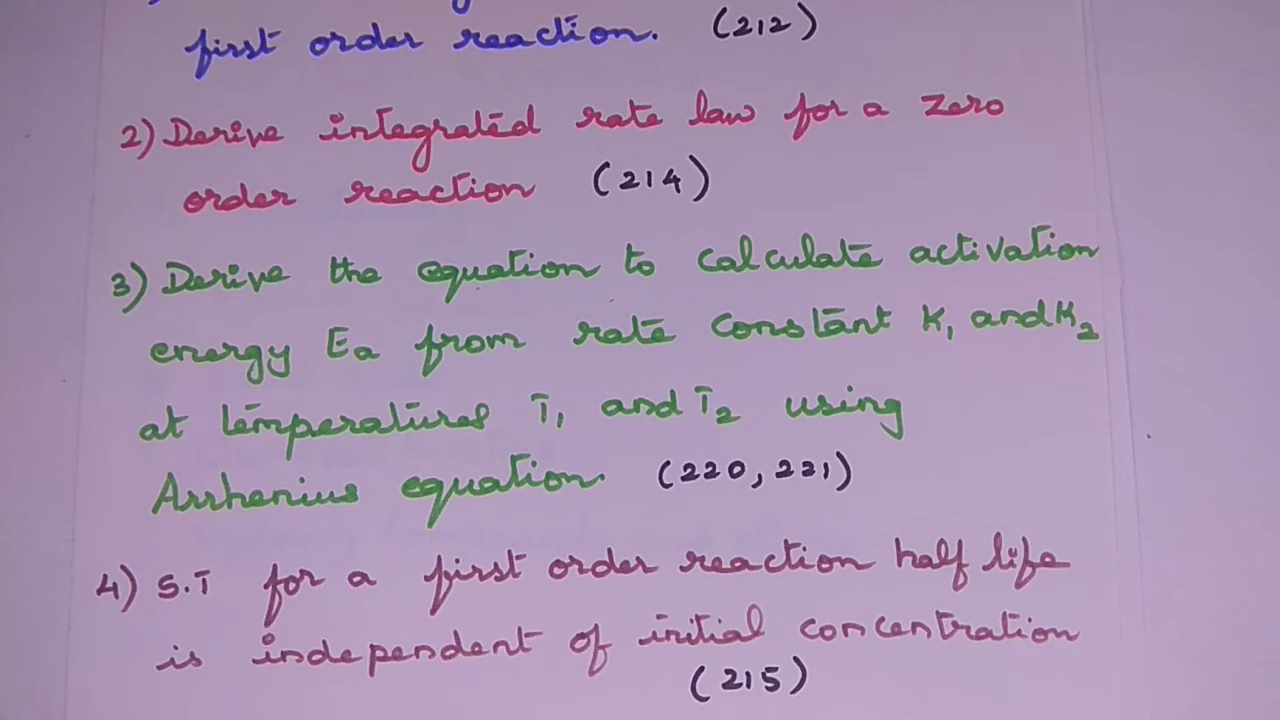 first order reaction. (212)
2) Derive integrated rate law for a zero
order reaction (214)
3) Derive the equation to calculate activation
energy Ea from rate constant K1 and K2
at temperatures T1 and T2 using
Arrhenius equation. (220, 221)
4) S.T for a first order reaction half life
is independent of initial concentration
(215)